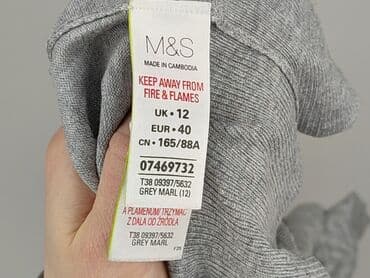 M&S
MADE IN CAMBODIA
KEEP AWAY FROM
FIRE & FLAMES
UK • 12
EUR • 40
CN • 165/88A
07469732
T38 09397/5632
GREY MARL (12)
A PLAMENU/TRZYMAĆ
Z DALA OD ŹRÓDŁA
T38 09397/5632
GREY MARL